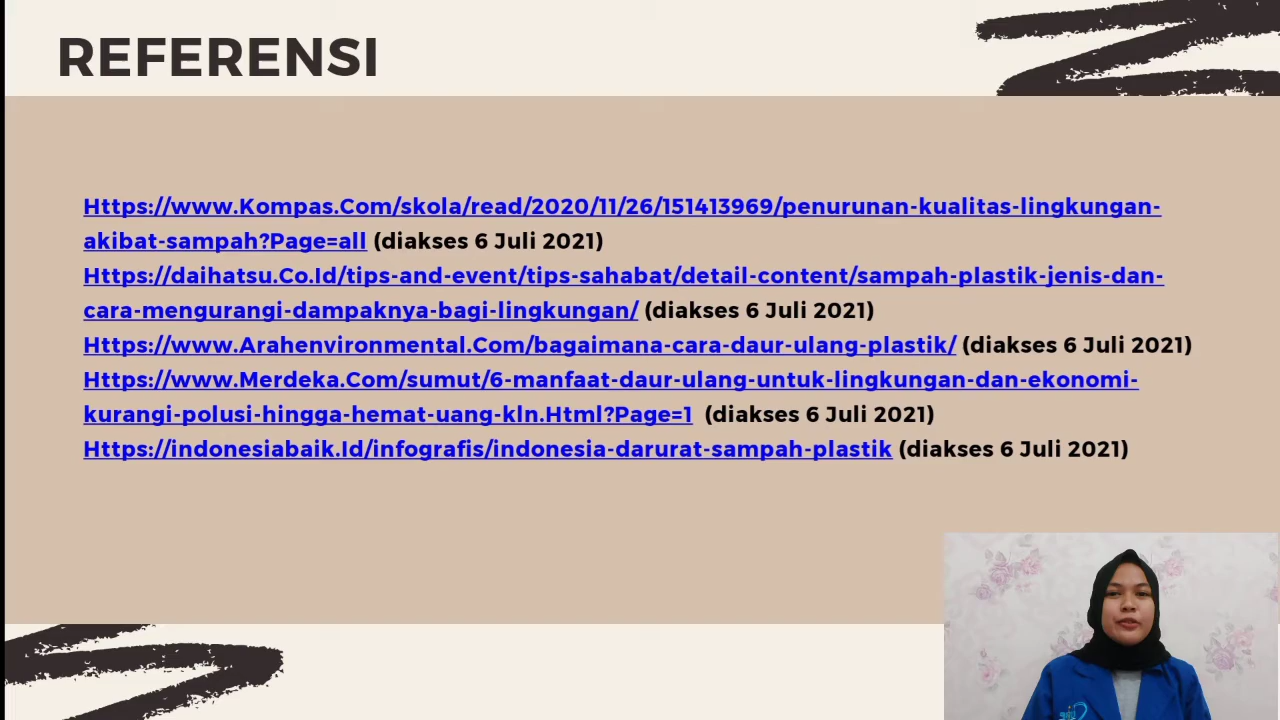 REFERENSI
Https://www.Kompas.Com/skola/read/2020/11/26/151413969/penurunan-kualitas-lingkungan-
akibat-sampah?Page=all (diakses 6 Juli 2021)
Https://daihatsu.Co.Id/tips-and-event/tips-sahabat/detail-content/sampah-plastik-jenis-dan-
cara-mengurangi-dampaknya-bagi-lingkungan/ (diakses 6 Juli 2021)
Https://www.Arahenvironmental.Com/bagaimana-cara-daur-ulang-plastik/ (diakses 6 Juli 2021)
Https://www.Merdeka.Com/sumut/6-manfaat-daur-ulang-untuk-lingkungan-dan-ekonomi-
kurangi-polusi-hingga-hemat-uang-kln.Html?Page=1 (diakses 6 Juli 2021)
Https://indonesiabaik.Id/infografis/indonesia-darurat-sampah-plastik (diakses 6 Juli 2021)